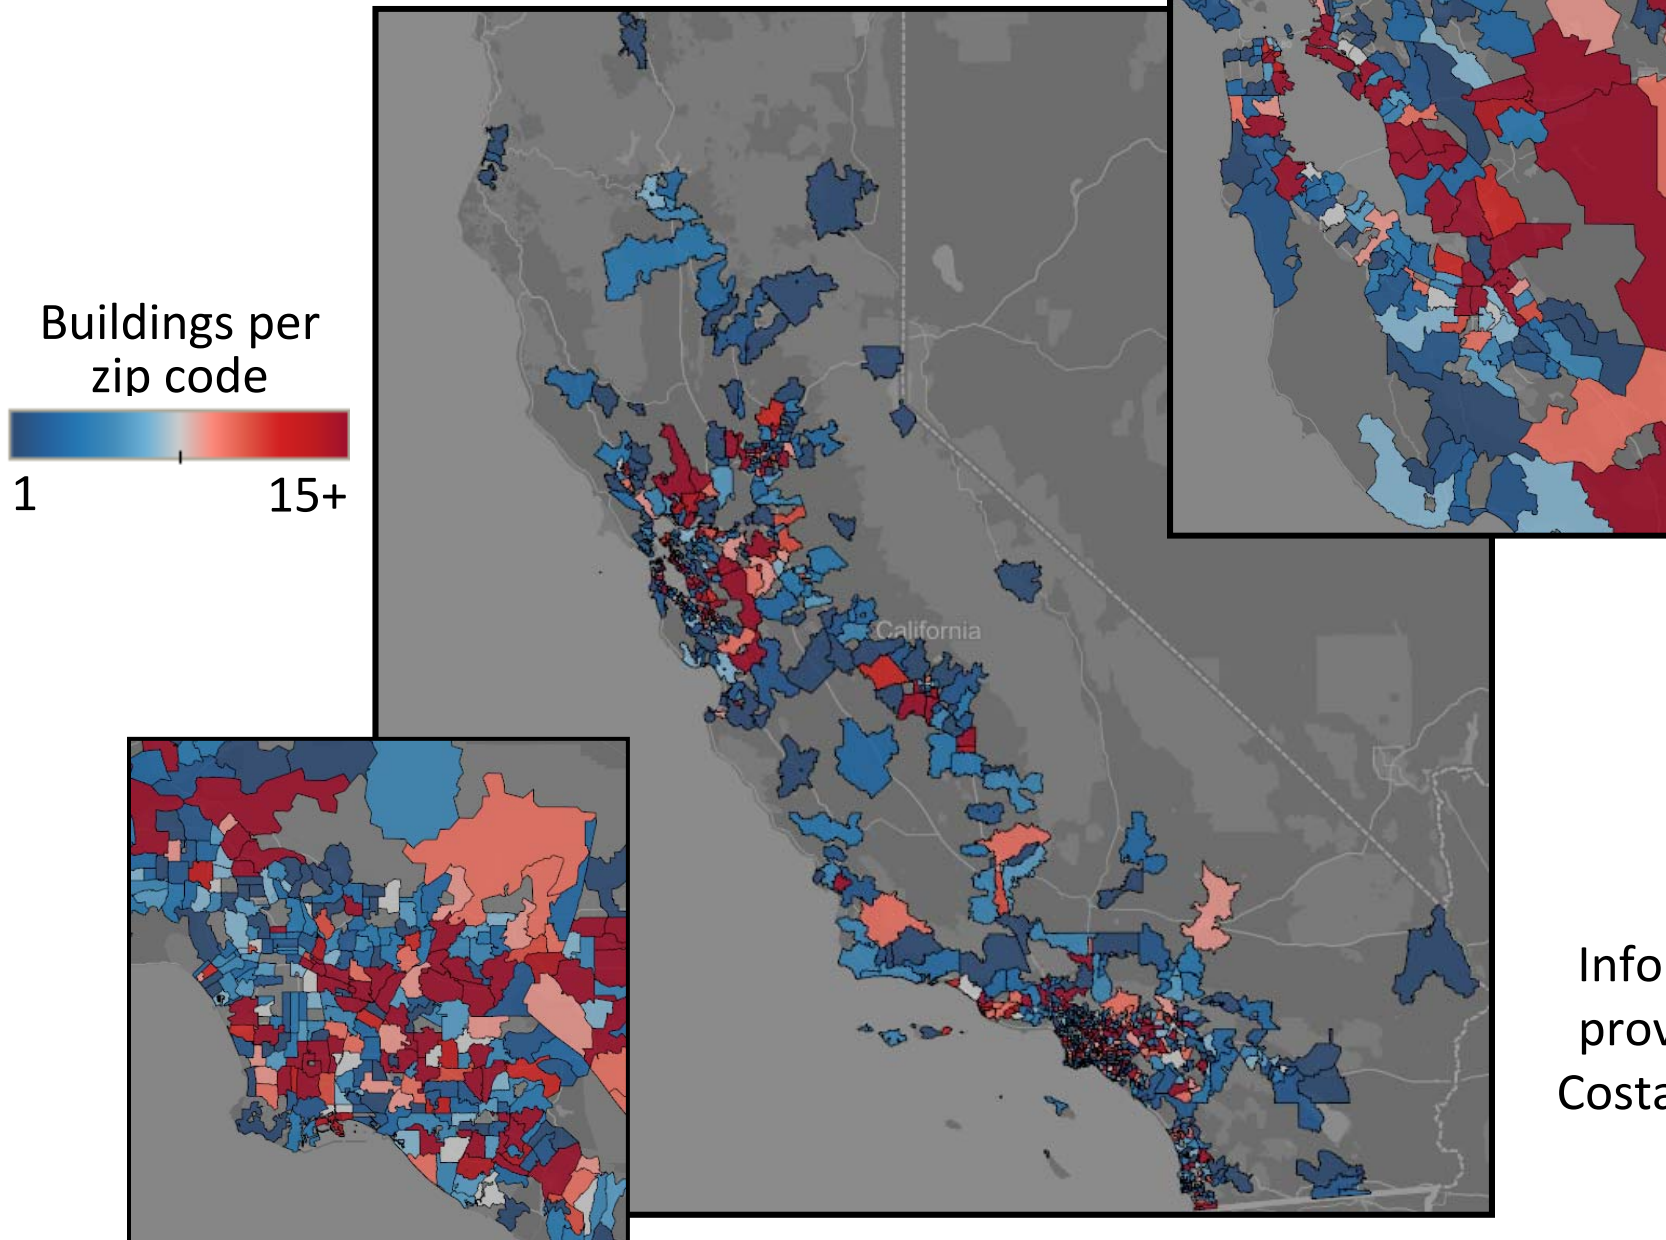 Buildings per
zip code
1 15+
California
Info
prov
Costa